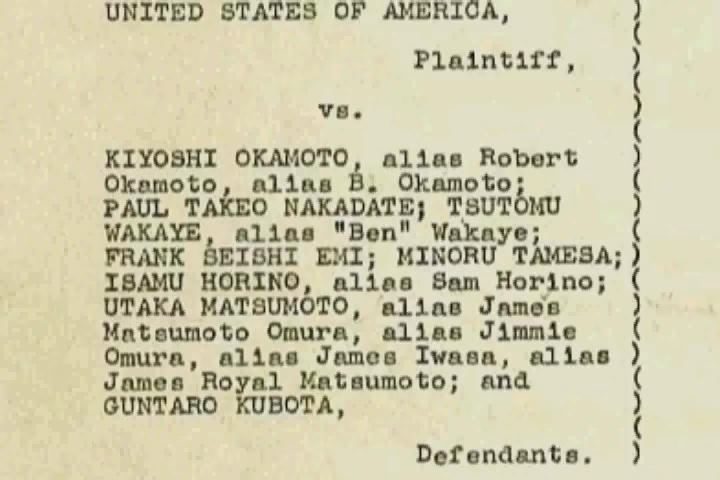 UNITED STATES OF AMERICA,
Plaintiff,
vs.
KIYOSHI OKAMOTO, alias Robert
Okamoto, alias B. Okamoto;
PAUL TAKEO NAKADATE; TSUTOMU
WAKAYE, alias "Ben" Wakaye;
FRANK SEISHI EMI; MINORU TAMESA;
ISAMU HORINO, alias Sam Horino;
UTAKA MATSUMOTO, alias James
Matsumoto Omura, alias Jimmie
Omura, alias James Iwasa, alias
James Royal Matsumoto; and
GUNTARO KUBOTA,
Defendants.